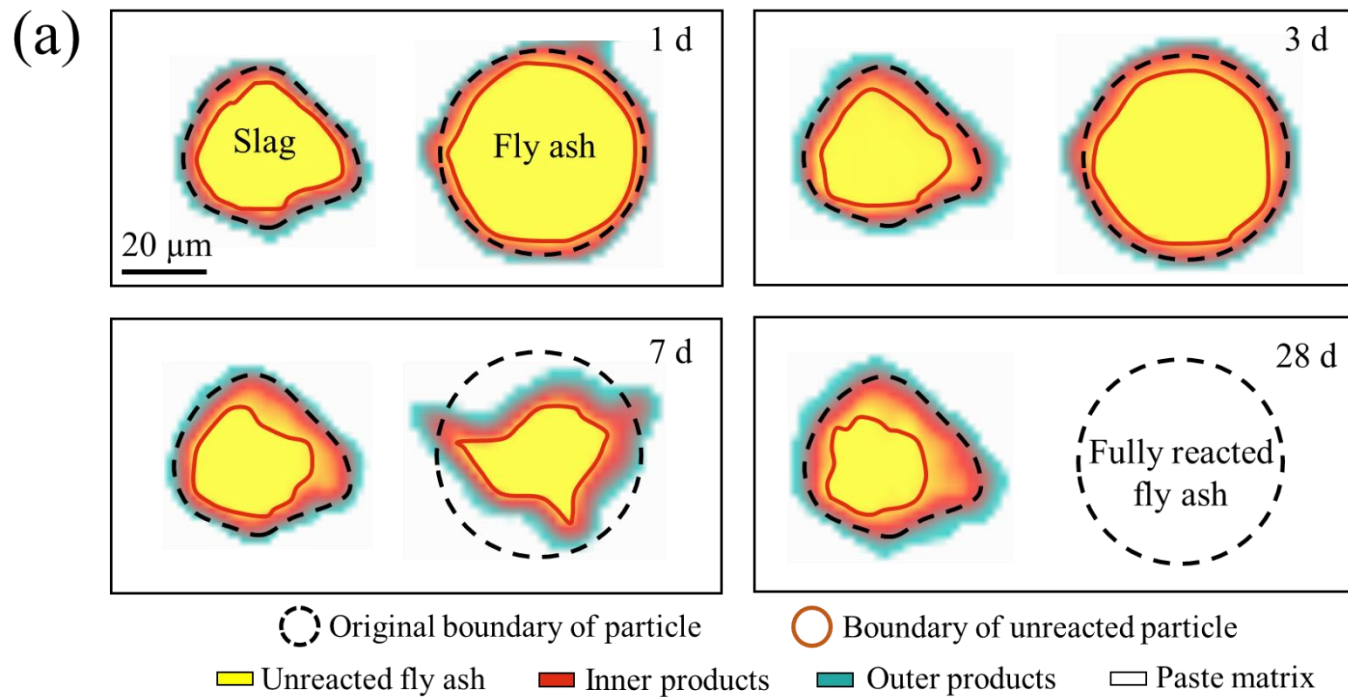 (a)
1 d
Slag
Fly ash
20 μm
3 d
7 d
28 d
Fully reacted
fly ash
Original boundary of particle
Boundary of unreacted particle
Unreacted fly ash
Inner products
Outer products
Paste matrix